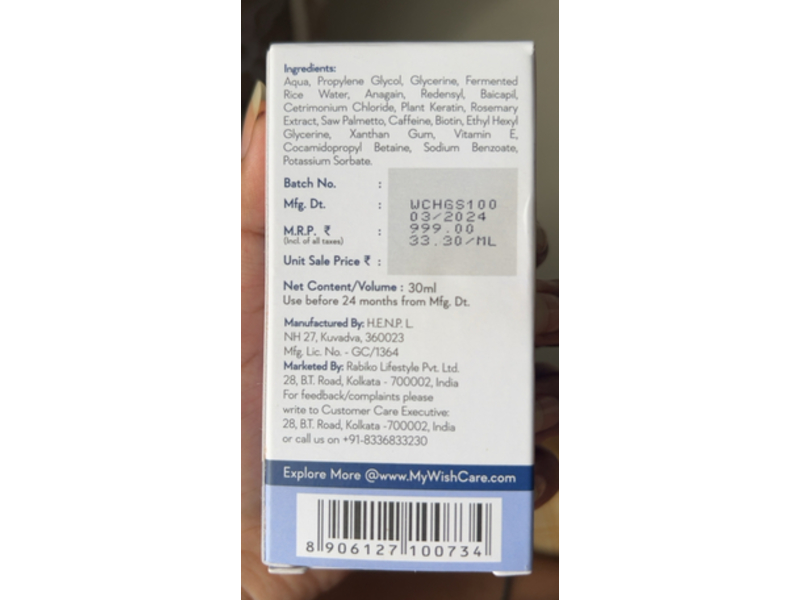 Ingredients:
Aqua, Propylene Glycol, Glycerine, Fermented
Rice Water, Anagain, Redensyl, Baicapil,
Cetrimonium Chloride, Plant Keratin, Rosemary
Extract, Saw Palmetto, Caffeine, Biotin, Ethyl Hexyl
Glycerine, Xanthan Gum, Vitamin E,
Cocamidopropyl Betaine, Sodium Benzoate,
Potassium Sorbate.
Batch No. : WCHGS100
Mfg. Dt. : 03/2024
M.R.P. ₹ : 999.00
(Incl. of all taxes)
Unit Sale Price ₹ : 33.30/ML
Net Content/Volume : 30ml
Use before 24 months from Mfg. Dt.
Manufactured By: H.E.N.P. L.
NH 27, Kuvadva, 360023
Mfg. Lic. No. - GC/1364
Marketed By: Rabiko Lifestyle Pvt. Ltd.
28, B.T. Road, Kolkata - 700002, India
For feedback/complaints please
write to Customer Care Executive:
28, B.T. Road, Kolkata -700002, India
or call us on +91-8336833230
Explore More @www.MyWishCare.com
8 906127 100734